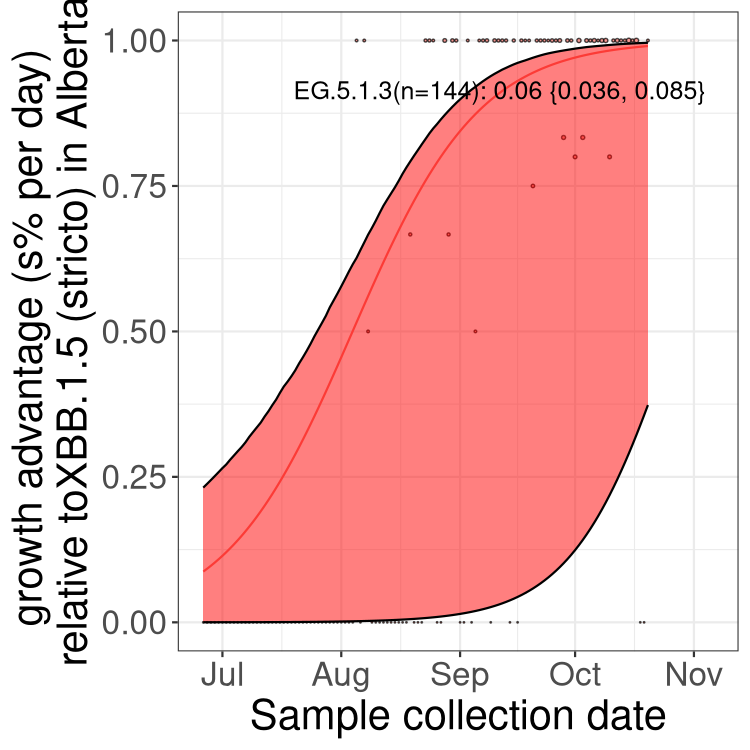 growth advantage (s% per day)
relative toXBB.1.5 (stricto) in Alberta
1.00
0.75
0.50
0.25
0.00
EG.5.1.3(n=144): 0.06 {0.036, 0.085}
Jul Aug Sep Oct Nov
Sample collection date